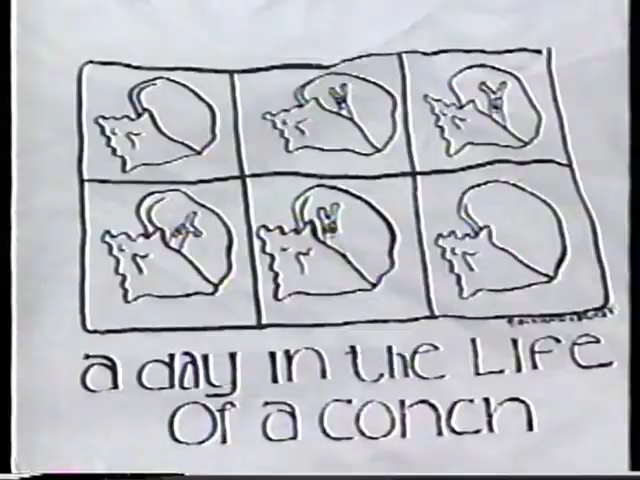 a day in the Life
of a conch